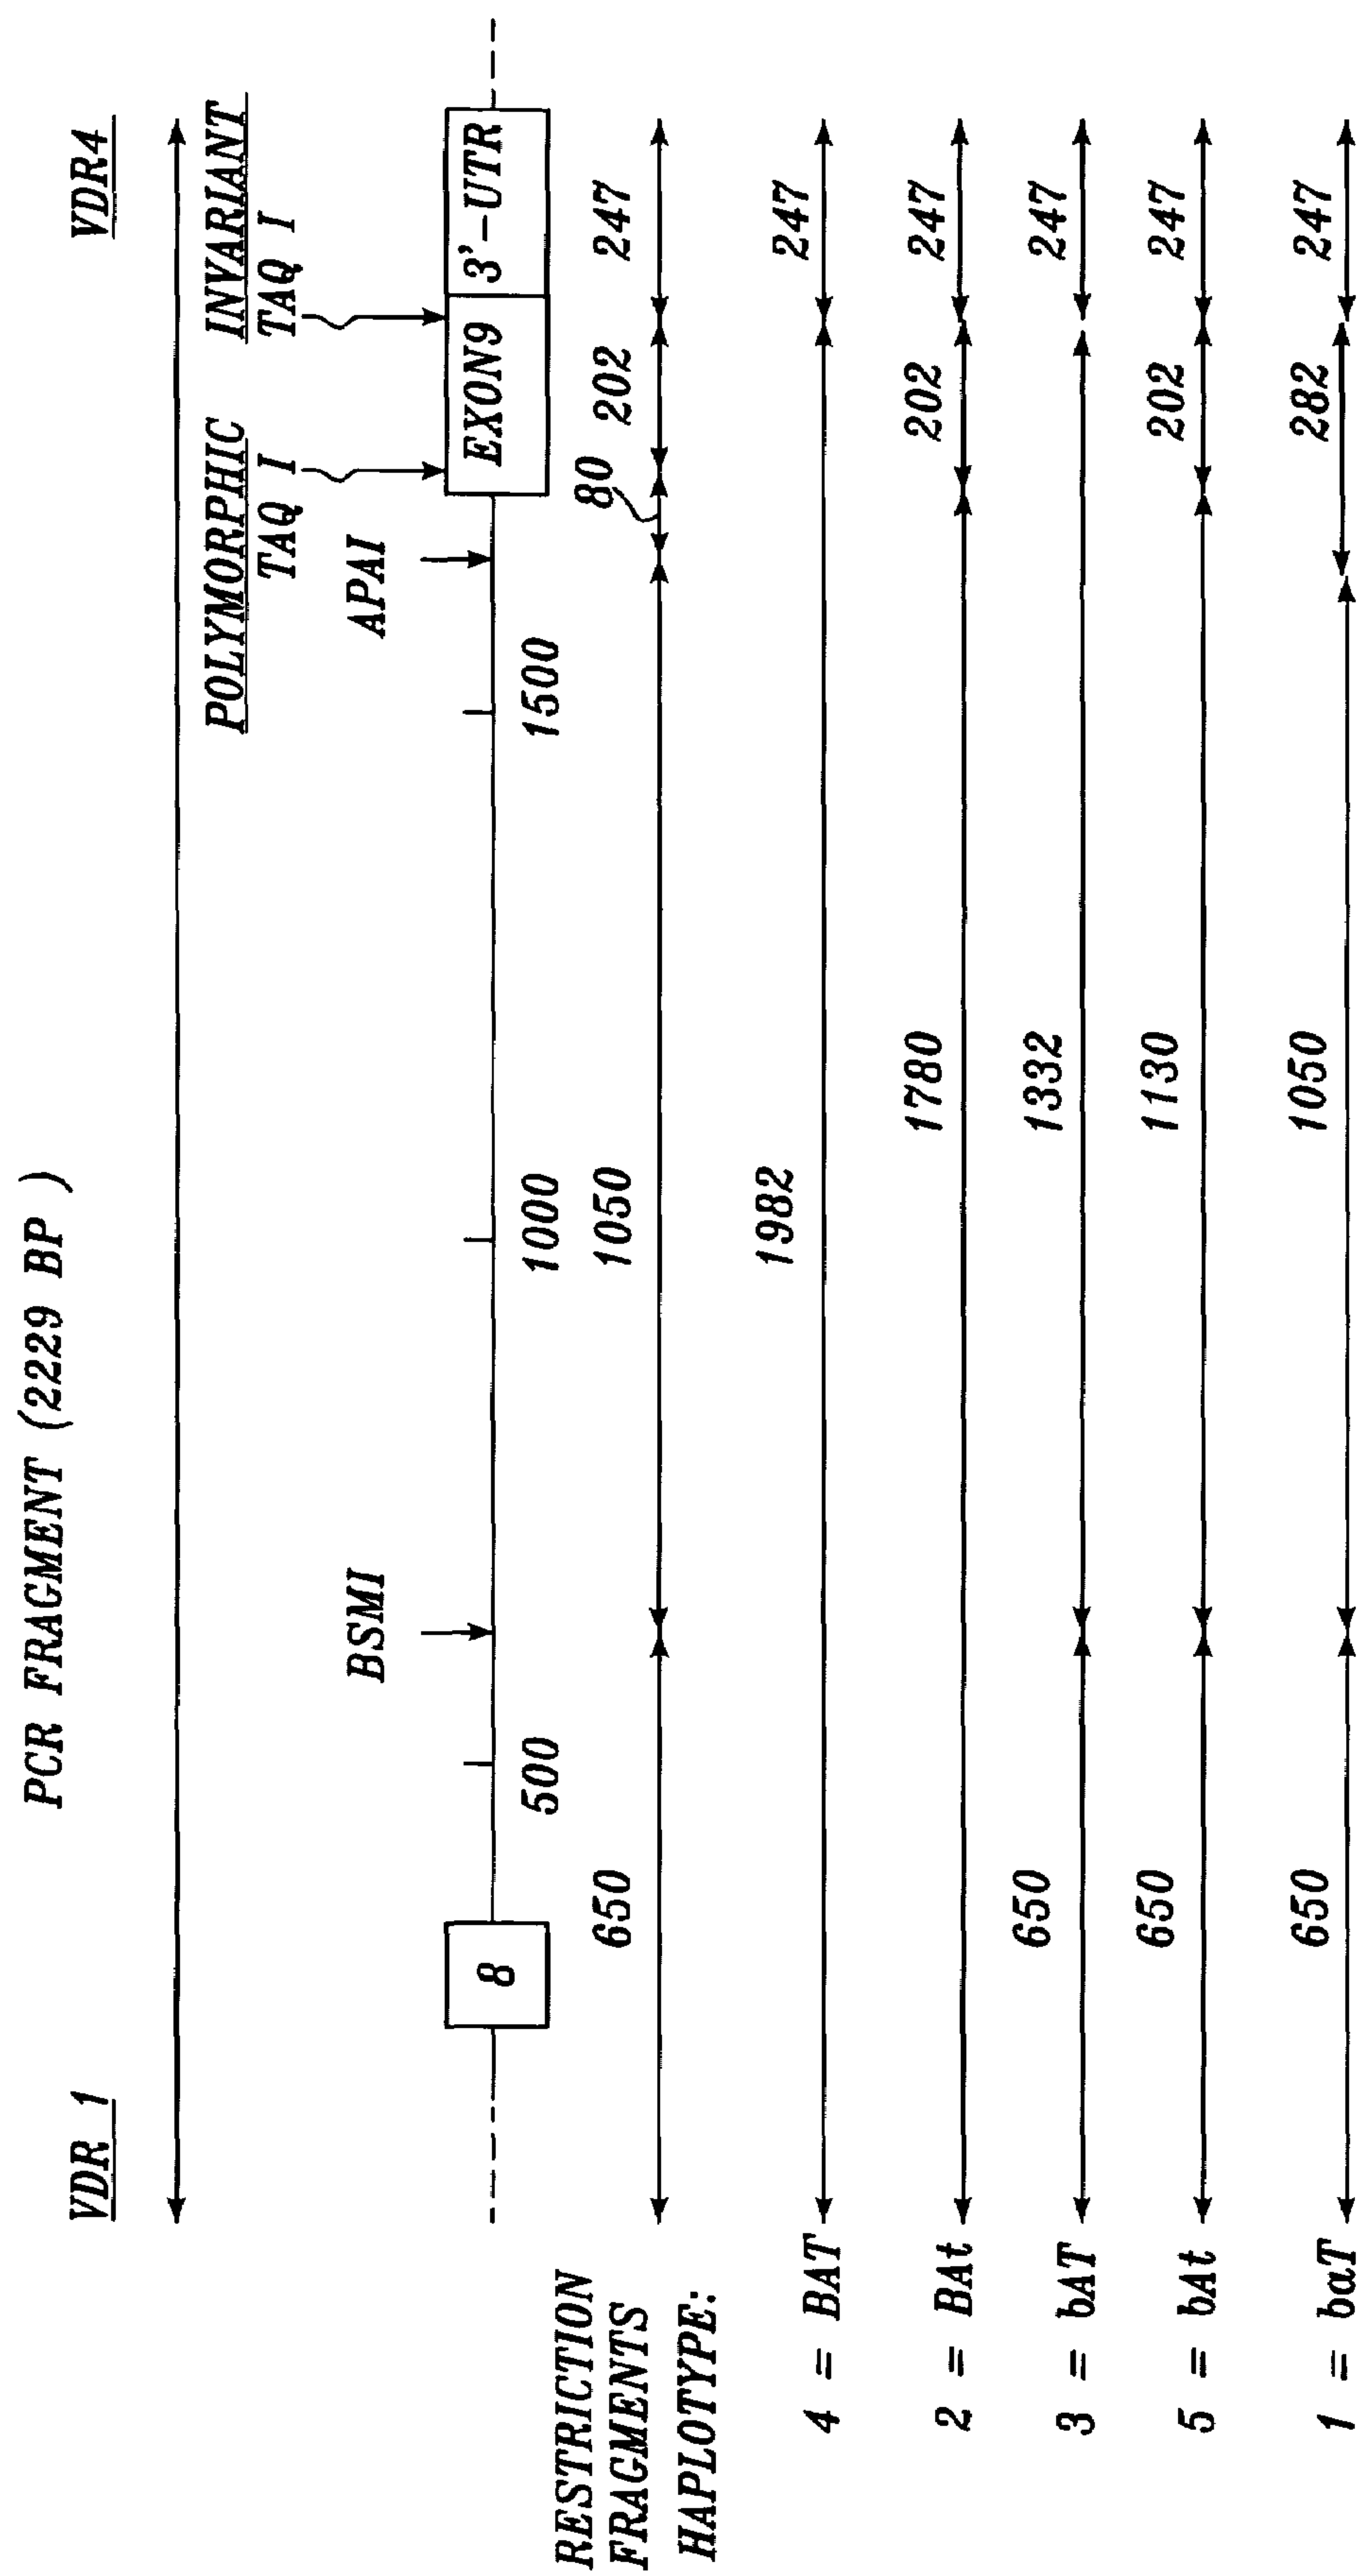 PCR FRAGMENT (2229 BP )
VDR 1
VDR4
POLYMORPHIC
TAQ I
INVARIANT
TAQ I
BSMI
APAI
8
EXON9
3'-UTR
500
1000
1500
RESTRICTION
FRAGMENTS
650
1050
80
202
247
HAPLOTYPE:
4 = BAT
1982
247
2 = BAt
1780
202
247
3 = bAT
650
1332
247
5 = bAt
650
1130
202
247
1 = baT
650
1050
282
247